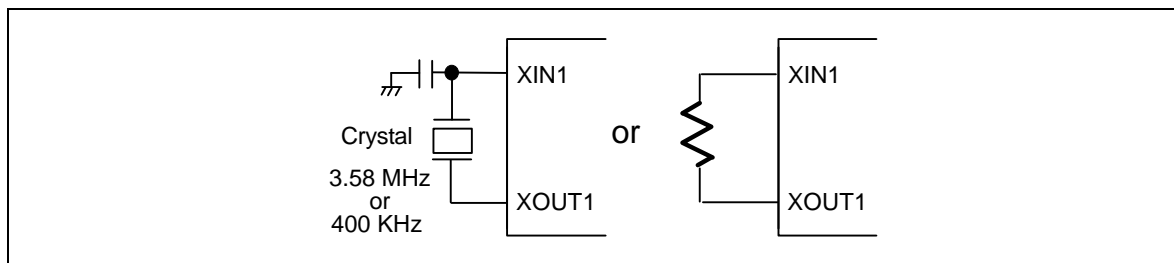 XIN1
Crystal
3.58 MHz
or
400 KHz
XOUT1
or
XIN1
XOUT1